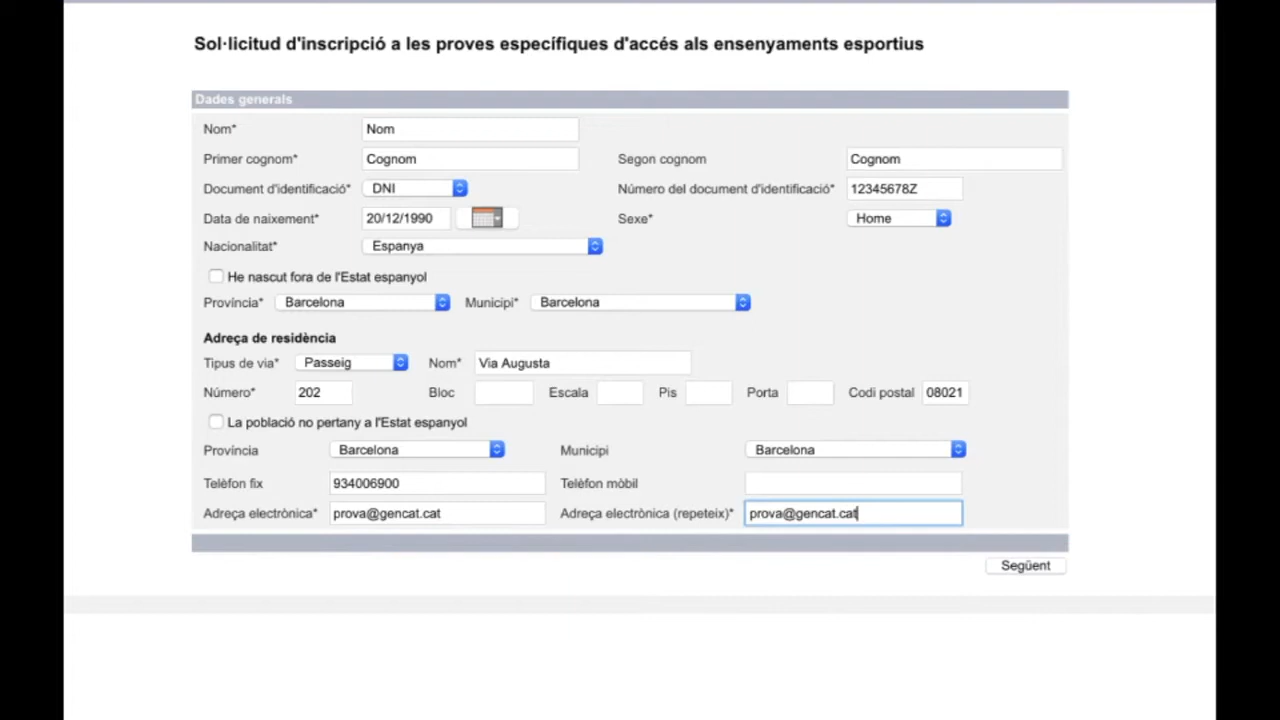 Sol·licitud d'inscripció a les proves específiques d'accés als ensenyaments esportius
Dades generals
Nom* Nom
Primer cognom* Cognom Segon cognom Cognom
Document d'identificació* DNI Número del document d'identificació* 12345678Z
Data de naixement* 20/12/1990 Sexe* Home
Nacionalitat* Espanya
He nascut fora de l'Estat espanyol
Província* Barcelona Municipi* Barcelona
Adreça de residència
Tipus de via* Passeig Nom* Via Augusta
Número* 202 Bloc Escala Pis Porta Codi postal 08021
La població no pertany a l'Estat espanyol
Província Barcelona Municipi Barcelona
Telèfon fix 934006900 Telèfon mòbil
Adreça electrònica* prova@gencat.cat Adreça electrònica (repeteix)* prova@gencat.cat
Següent